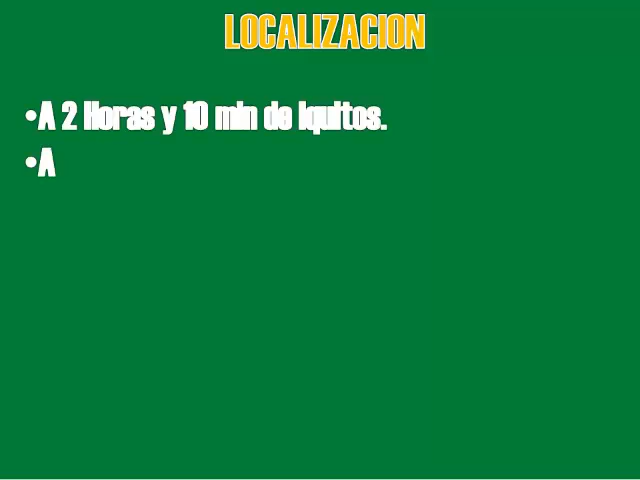 LOCALIZACION
•A 2 Horas y 10 min de Iquitos.
•A